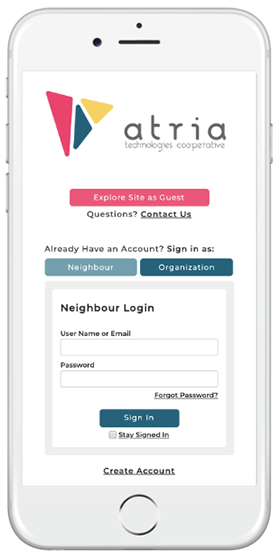 atria
technologies cooperative
Explore Site as Guest
Questions? Contact Us
Already Have an Account? Sign in as:
Neighbour Organization
Neighbour Login
User Name or Email
Password
Forgot Password?
Sign In
Stay Signed In
Create Account